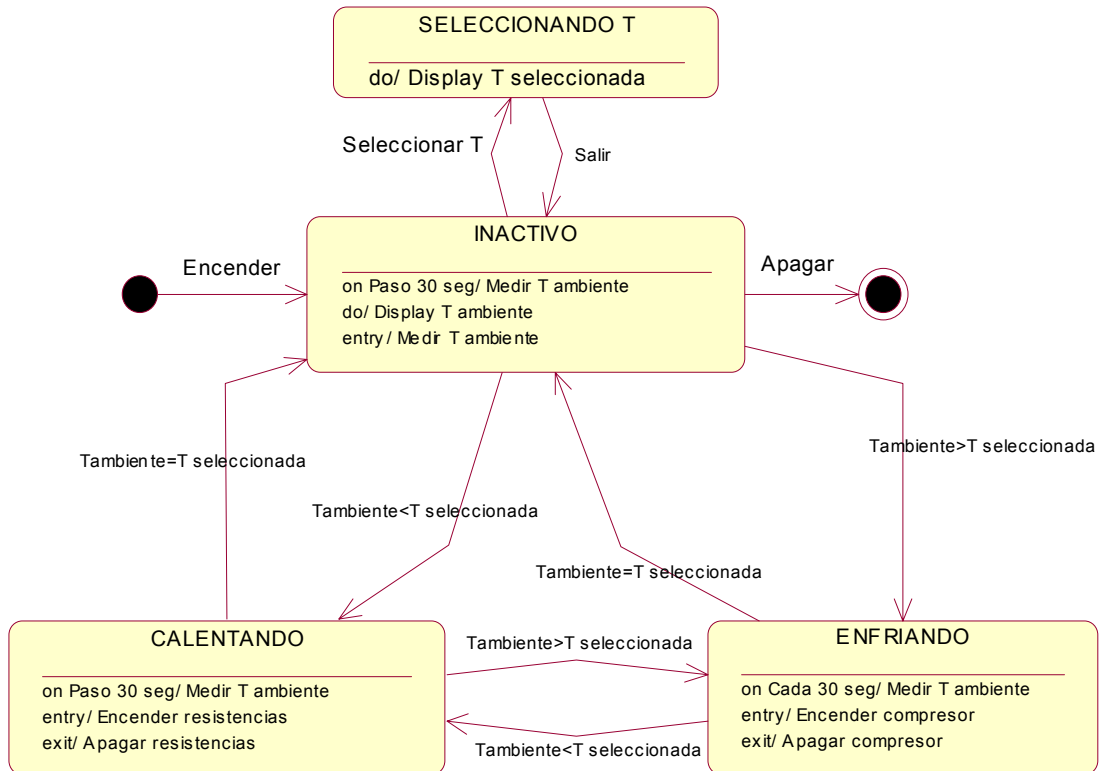 SELECCIONANDO T
do/ Display T seleccionada
Seleccionar T
Salir
INACTIVO
on Paso 30 seg/ Medir T ambiente
do/ Display T ambiente
entry/ Medir T ambiente
Encender
Apagar
Tambiente=T seleccionada
Tambiente>T seleccionada
Tambiente<T seleccionada
Tambiente=T seleccionada
CALENTANDO
on Paso 30 seg/ Medir T ambiente
entry/ Encender resistencias
exit/ Apagar resistencias
Tambiente>T seleccionada
Tambiente<T seleccionada
ENFRIANDO
on Cada 30 seg/ Medir T ambiente
entry/ Encender compresor
exit/ Apagar compresor